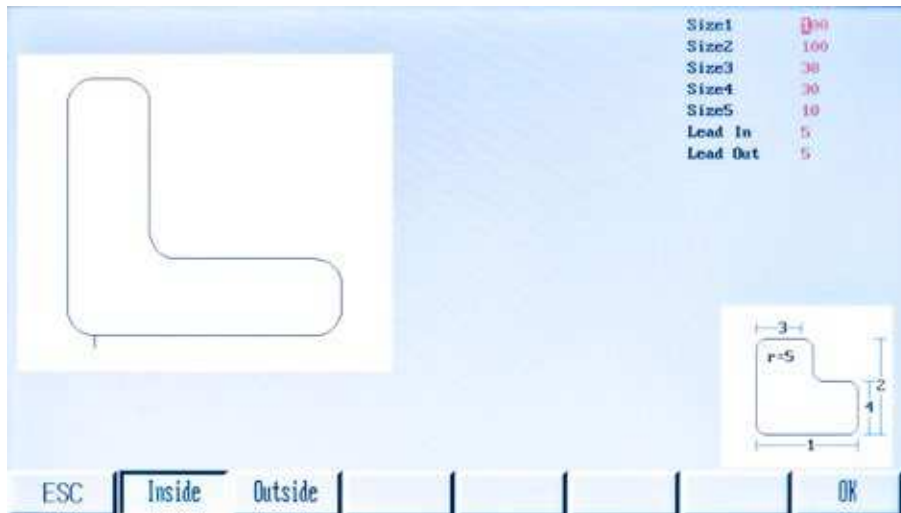 Size1 100
Size2 100
Size3 30
Size4 30
Size5 10
Lead In 5
Lead Out 5
3
r=5
2
4
1
ESC Inside Outside OK